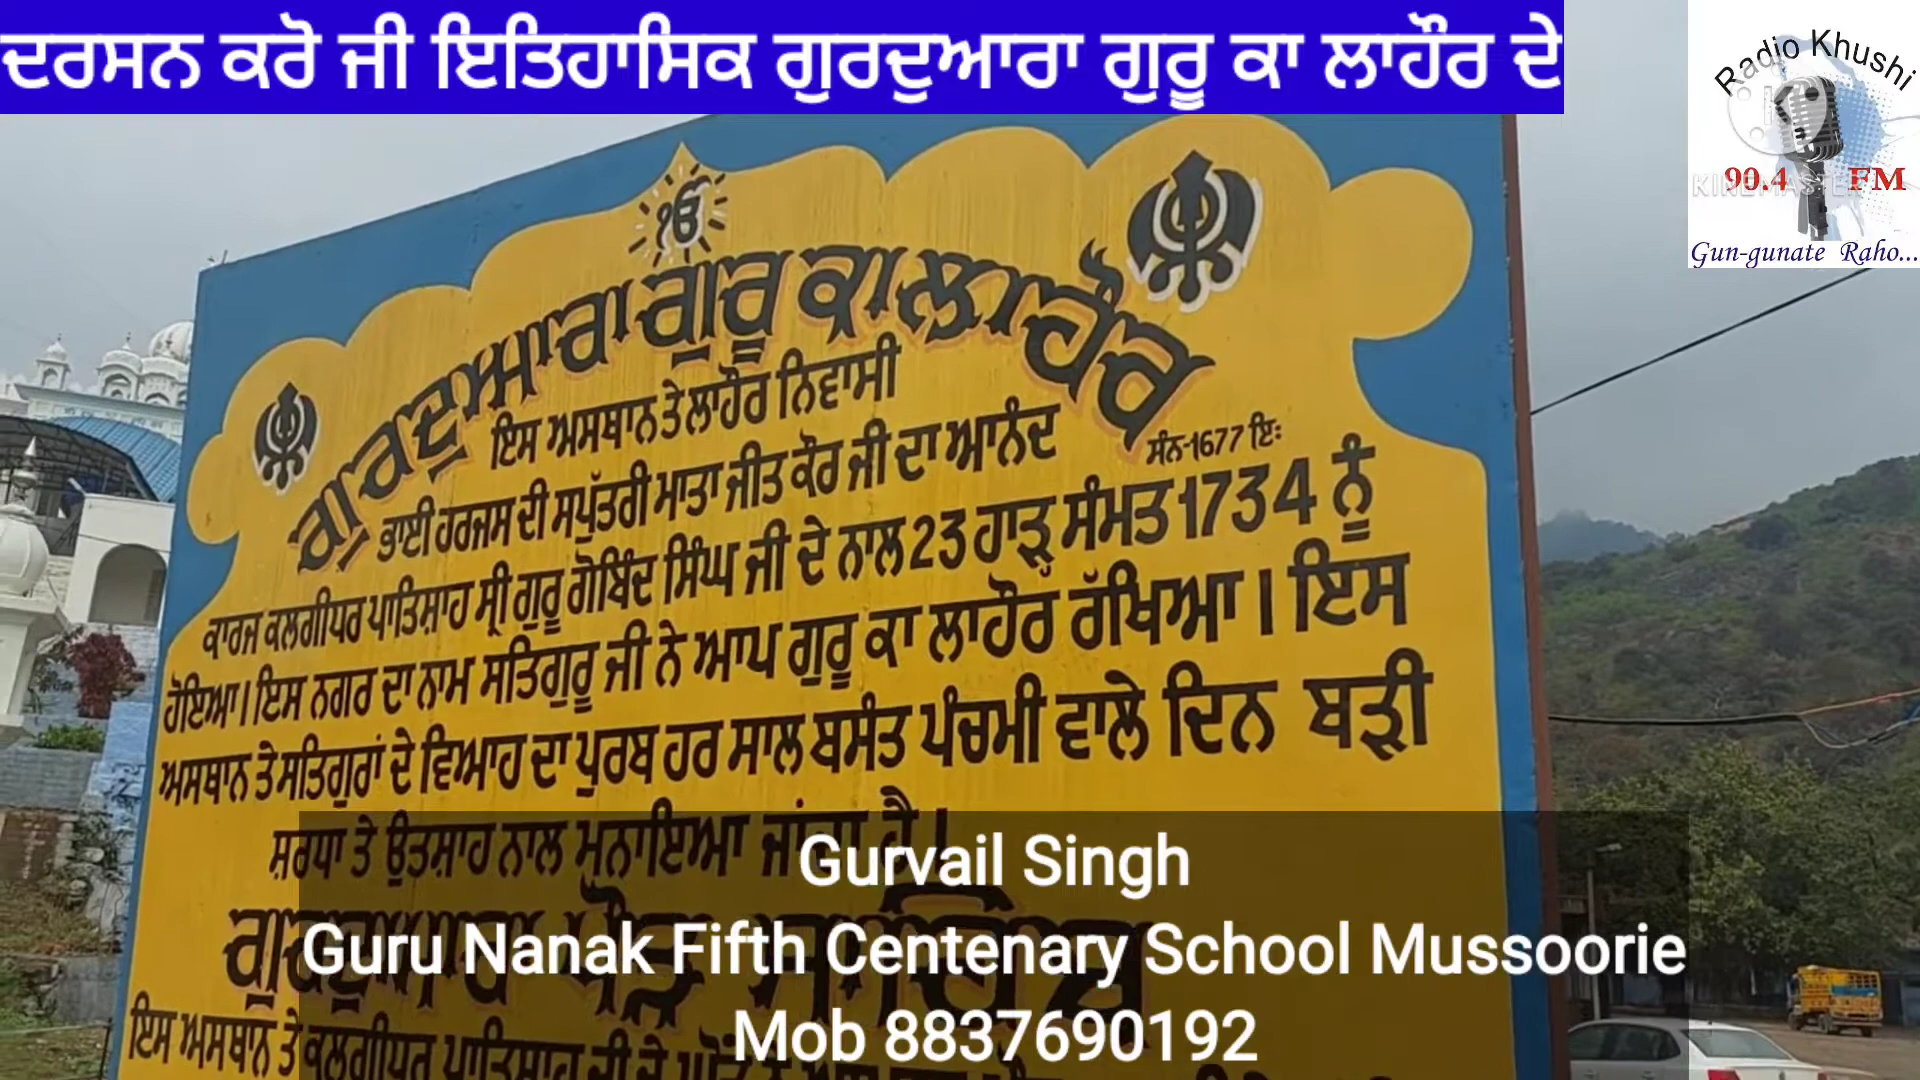 ਦਰਸਨ ਕਰੋ ਜੀ ਇਤਿਹਾਸਿਕ ਗੁਰਦੁਆਰਾ ਗੁਰੂ ਕਾ ਲਾਹੌਰ ਦੇ
Radio Khushi
90.4 FM
KINEMASTER
Gun-gunate Raho...
ੴ
ਗੁਰਦੁਆਰਾ ਗੁਰੂ ਕਾ ਲਾਹੌਰ
ਇਸ ਅਸਥਾਨ ਤੇ ਲਾਹੌਰ ਨਿਵਾਸੀ
ਭਾਈ ਹਰਜਸ ਦੀ ਸਪੁੱਤਰੀ ਮਾਤਾ ਜੀਤ ਕੌਰ ਜੀ ਦਾ ਆਨੰਦ
ਸੰਨ-1677 ਇਃ
ਕਾਰਜ ਕਲਗੀਧਰ ਪਾਤਿਸ਼ਾਹ ਸ੍ਰੀ ਗੁਰੂ ਗੋਬਿੰਦ ਸਿੰਘ ਜੀ ਦੇ ਨਾਲ 23 ਹਾੜ੍ਹ ਸੰਮਤ 1734 ਨੂੰ
ਹੋਇਆ। ਇਸ ਨਗਰ ਦਾ ਨਾਮ ਸਤਿਗੁਰੂ ਜੀ ਨੇ ਆਪ ਗੁਰੂ ਕਾ ਲਾਹੌਰ ਰੱਖਿਆ। ਇਸ
ਅਸਥਾਨ ਤੇ ਸਤਿਗੁਰਾਂ ਦੇ ਵਿਆਹ ਦਾ ਪੁਰਬ ਹਰ ਸਾਲ ਬਸੰਤ ਪੰਚਮੀ ਵਾਲੇ ਦਿਨ ਬੜੀ
ਸ਼ਰਧਾ ਤੇ ਉਤਸ਼ਾਹ ਨਾਲ ਮਨਾਇਆ ਜਾਂਦਾ ਹੈ।
Gurvail Singh
ਗੁਰਦੁਆਰਾ ਪੌੜ ਸਾਹਿਬ
Guru Nanak Fifth Centenary School Mussoorie
Mob 8837690192
ਇਸ ਅਸਥਾਨ ਤੇ ਕਲਗੀਧਰ ਪਾਤਿਸ਼ਾਹ ਜੀ ਦੇ